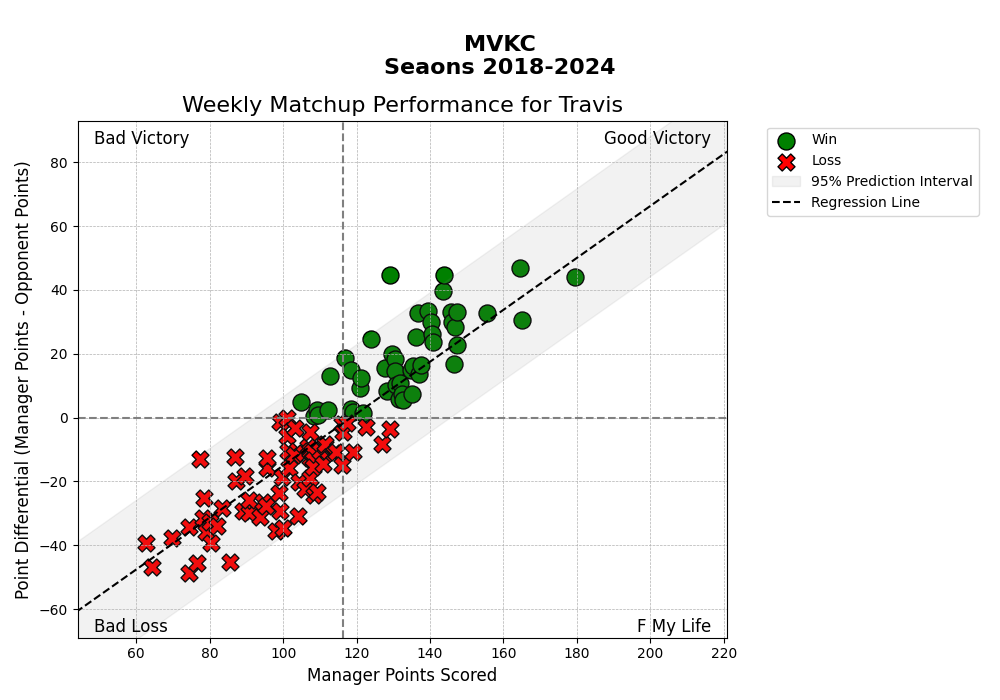 MVKC
Seaons 2018-2024
Weekly Matchup Performance for Travis
Bad Victory
Good Victory
Bad Loss
F My Life
Win
Loss
95% Prediction Interval
Regression Line
Point Differential (Manager Points - Opponent Points)
80
60
40
20
0
−20
−40
−60
60
80
100
120
140
160
180
200
220
Manager Points Scored